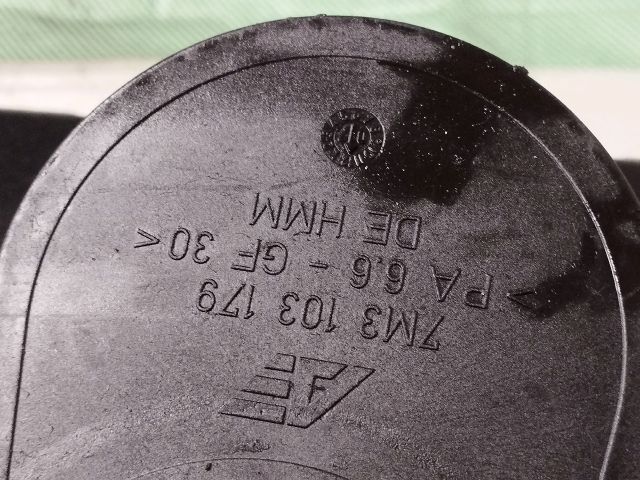 7M3 103 179
>PA 6.6 - GF 30<
DE HMM